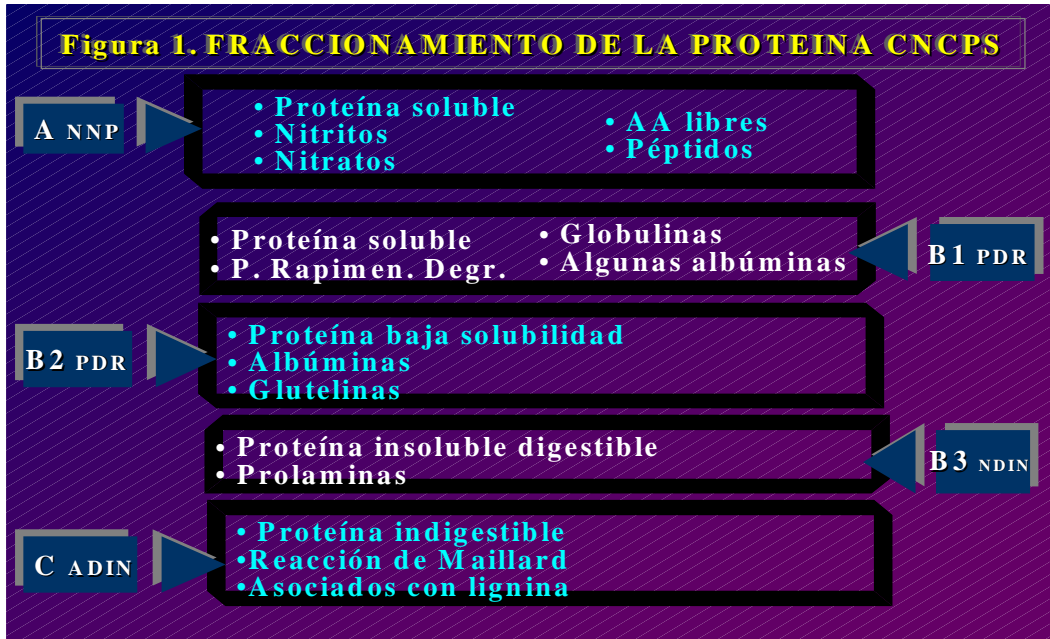 Figura 1. FRACCIONAMIENTO DE LA PROTEINA CNCPS
A NNP
• Proteína soluble
• Nitritos
• Nitratos
• AA libres
• Péptidos
• Proteína soluble
• P. Rapimen. Degr.
• Globulinas
• Algunas albúminas
B1 PDR
B2 PDR
• Proteína baja solubilidad
• Albúminas
• Glutelinas
• Proteína insoluble digestible
• Prolaminas
B3 NDIN
C ADIN
• Proteína indigestible
•Reacción de Maillard
•Asociados con lignina